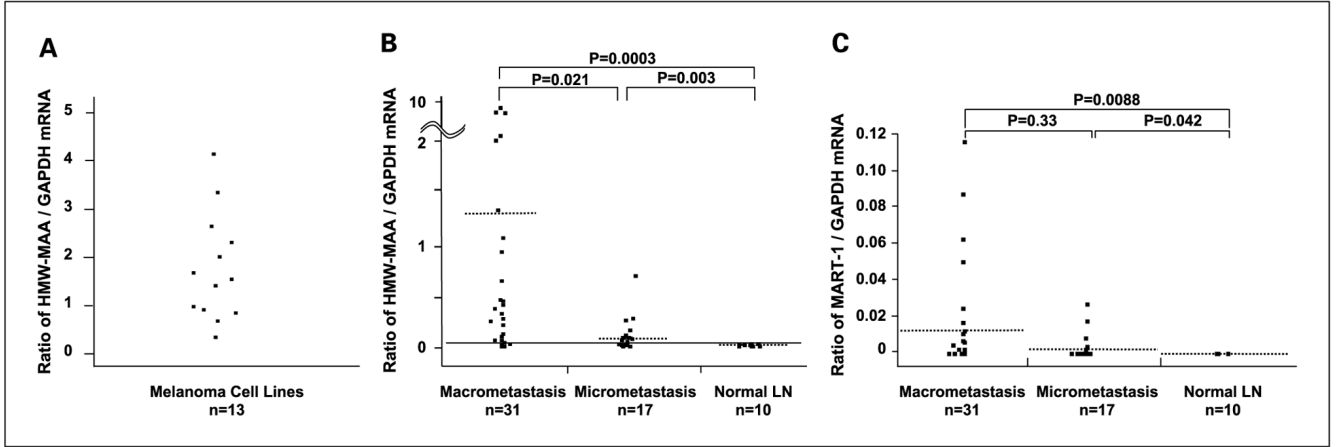 A
Ratio of HMW-MAA / GAPDH mRNA
5
4
3
2
1
0
Melanoma Cell Lines
n=13
B
P=0.0003
P=0.021
P=0.003
Ratio of HMW-MAA / GAPDH mRNA
10
2
1
0
Macrometastasis
n=31
Micrometastasis
n=17
Normal LN
n=10
C
P=0.0088
P=0.33
P=0.042
Ratio of MART-1 / GAPDH mRNA
0.12
0.10
0.08
0.06
0.04
0.02
0
Macrometastasis
n=31
Micrometastasis
n=17
Normal LN
n=10